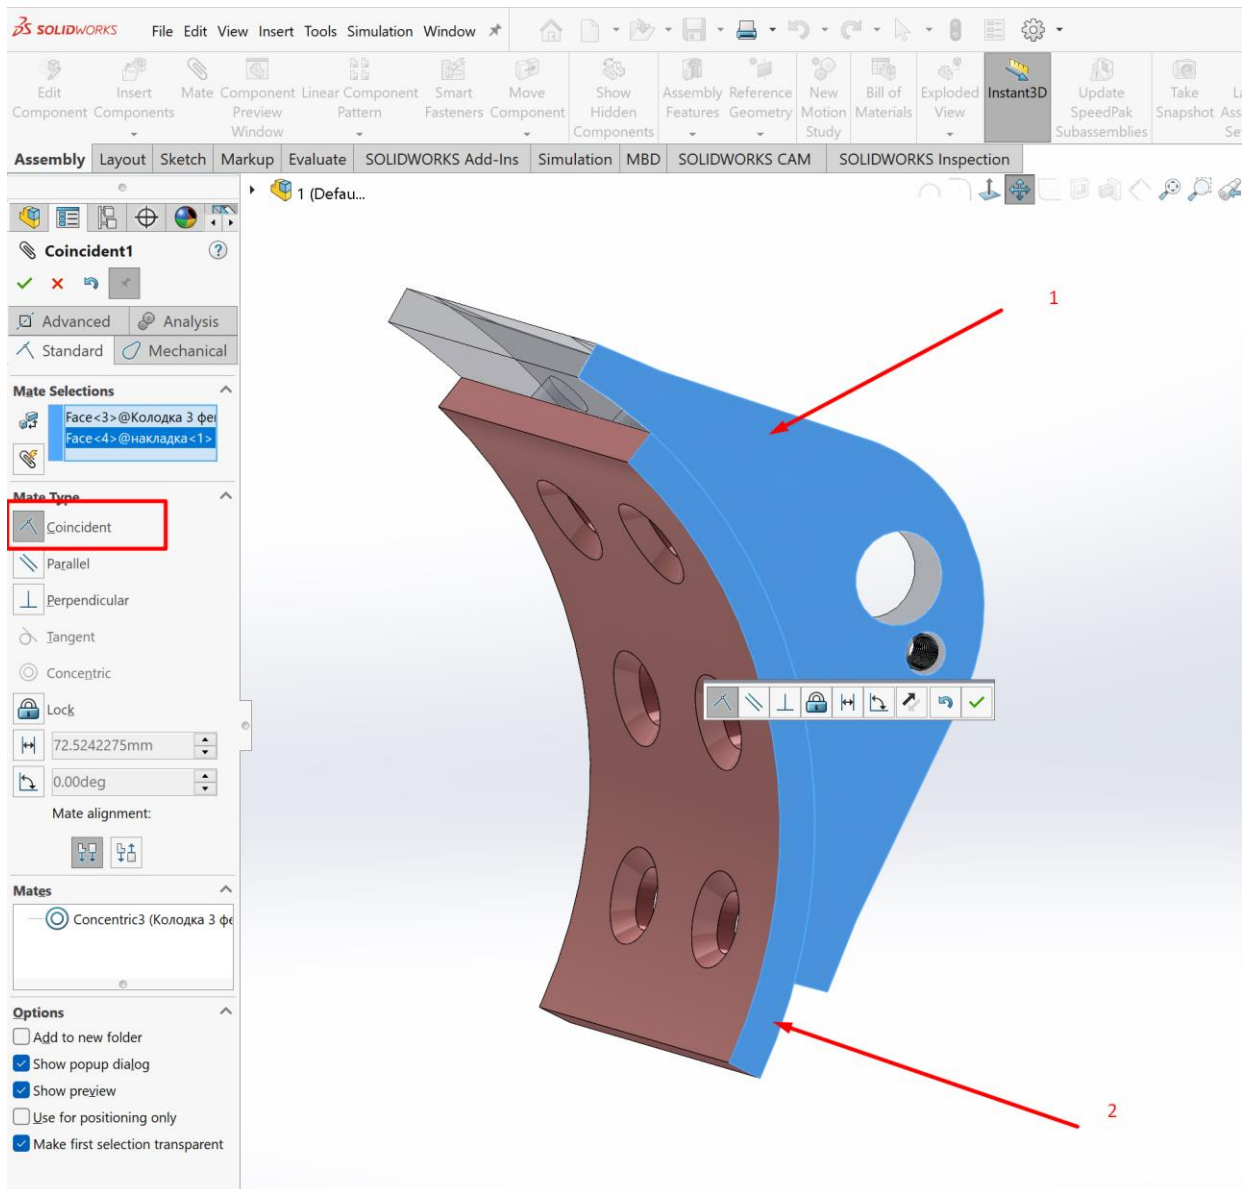 SOLIDWORKS File Edit View Insert Tools Simulation Window
Edit Component
Insert Components
Mate
Component Preview Window
Linear Component Pattern
Smart Fasteners
Move Component
Show Hidden Components
Assembly Features
Reference Geometry
New Motion Study
Bill of Materials
Exploded View
Instant3D
Update SpeedPak Subassemblies
Take Snapshot
Assembly Layout Sketch Markup Evaluate SOLIDWORKS Add-Ins Simulation MBD SOLIDWORKS CAM SOLIDWORKS Inspection
1 (Defau...
Coincident1
Advanced Analysis
Standard Mechanical
Mate Selections
Face<3>@Колодка 3
Face<4>@накладка<1>
Mate Type
Coincident
Parallel
Perpendicular
Tangent
Concentric
Lock
72.5242275mm
0.00deg
Mate alignment:
Mates
Concentric3 (Колодка 3
Options
Add to new folder
Show popup dialog
Show preview
Use for positioning only
Make first selection transparent
1
2